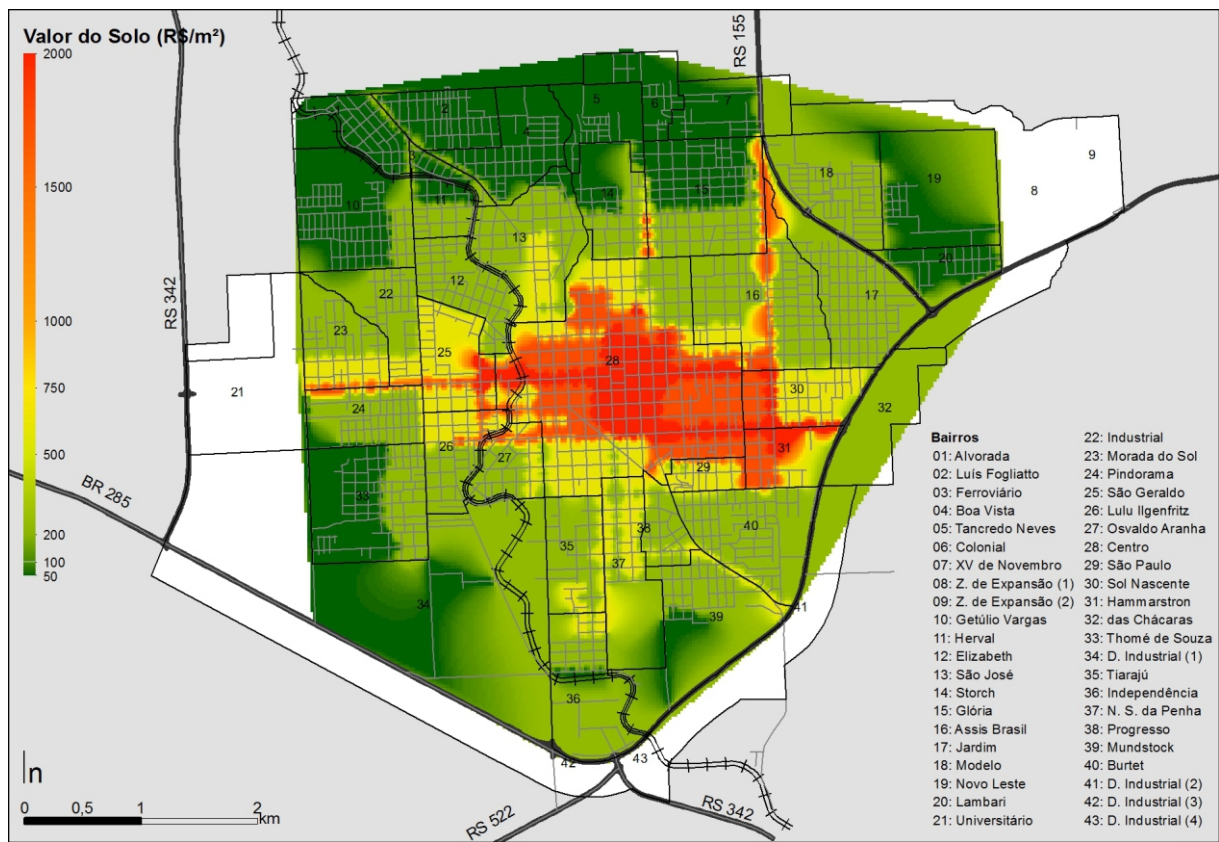 Valor do Solo (R$/m²)
2000
1500
1000
750
500
200
100
50
RS 155
RS 342
BR 285
RS 522
RS 342
2
5
6
7
4
3
9
8
18
19
10
11
14
15
13
20
12
22
16
17
23
28
25
21
24
30
32
26
31
27
29
33
38
40
35
37
34
39
41
36
42
43
n
0 0,5 1 2
km
Bairros
01: Alvorada
02: Luís Fogliatto
03: Ferroviário
04: Boa Vista
05: Tancredo Neves
06: Colonial
07: XV de Novembro
08: Z. de Expansão (1)
09: Z. de Expansão (2)
10: Getúlio Vargas
11: Herval
12: Elizabeth
13: São José
14: Storch
15: Glória
16: Assis Brasil
17: Jardim
18: Modelo
19: Novo Leste
20: Lambari
21: Universitário
22: Industrial
23: Morada do Sol
24: Pindorama
25: São Geraldo
26: Lulu Ilgenfritz
27: Osvaldo Aranha
28: Centro
29: São Paulo
30: Sol Nascente
31: Hammarstron
32: das Chácaras
33: Thomé de Souza
34: D. Industrial (1)
35: Tiarajú
36: Independência
37: N. S. da Penha
38: Progresso
39: Mundstock
40: Burtet
41: D. Industrial (2)
42: D. Industrial (3)
43: D. Industrial (4)